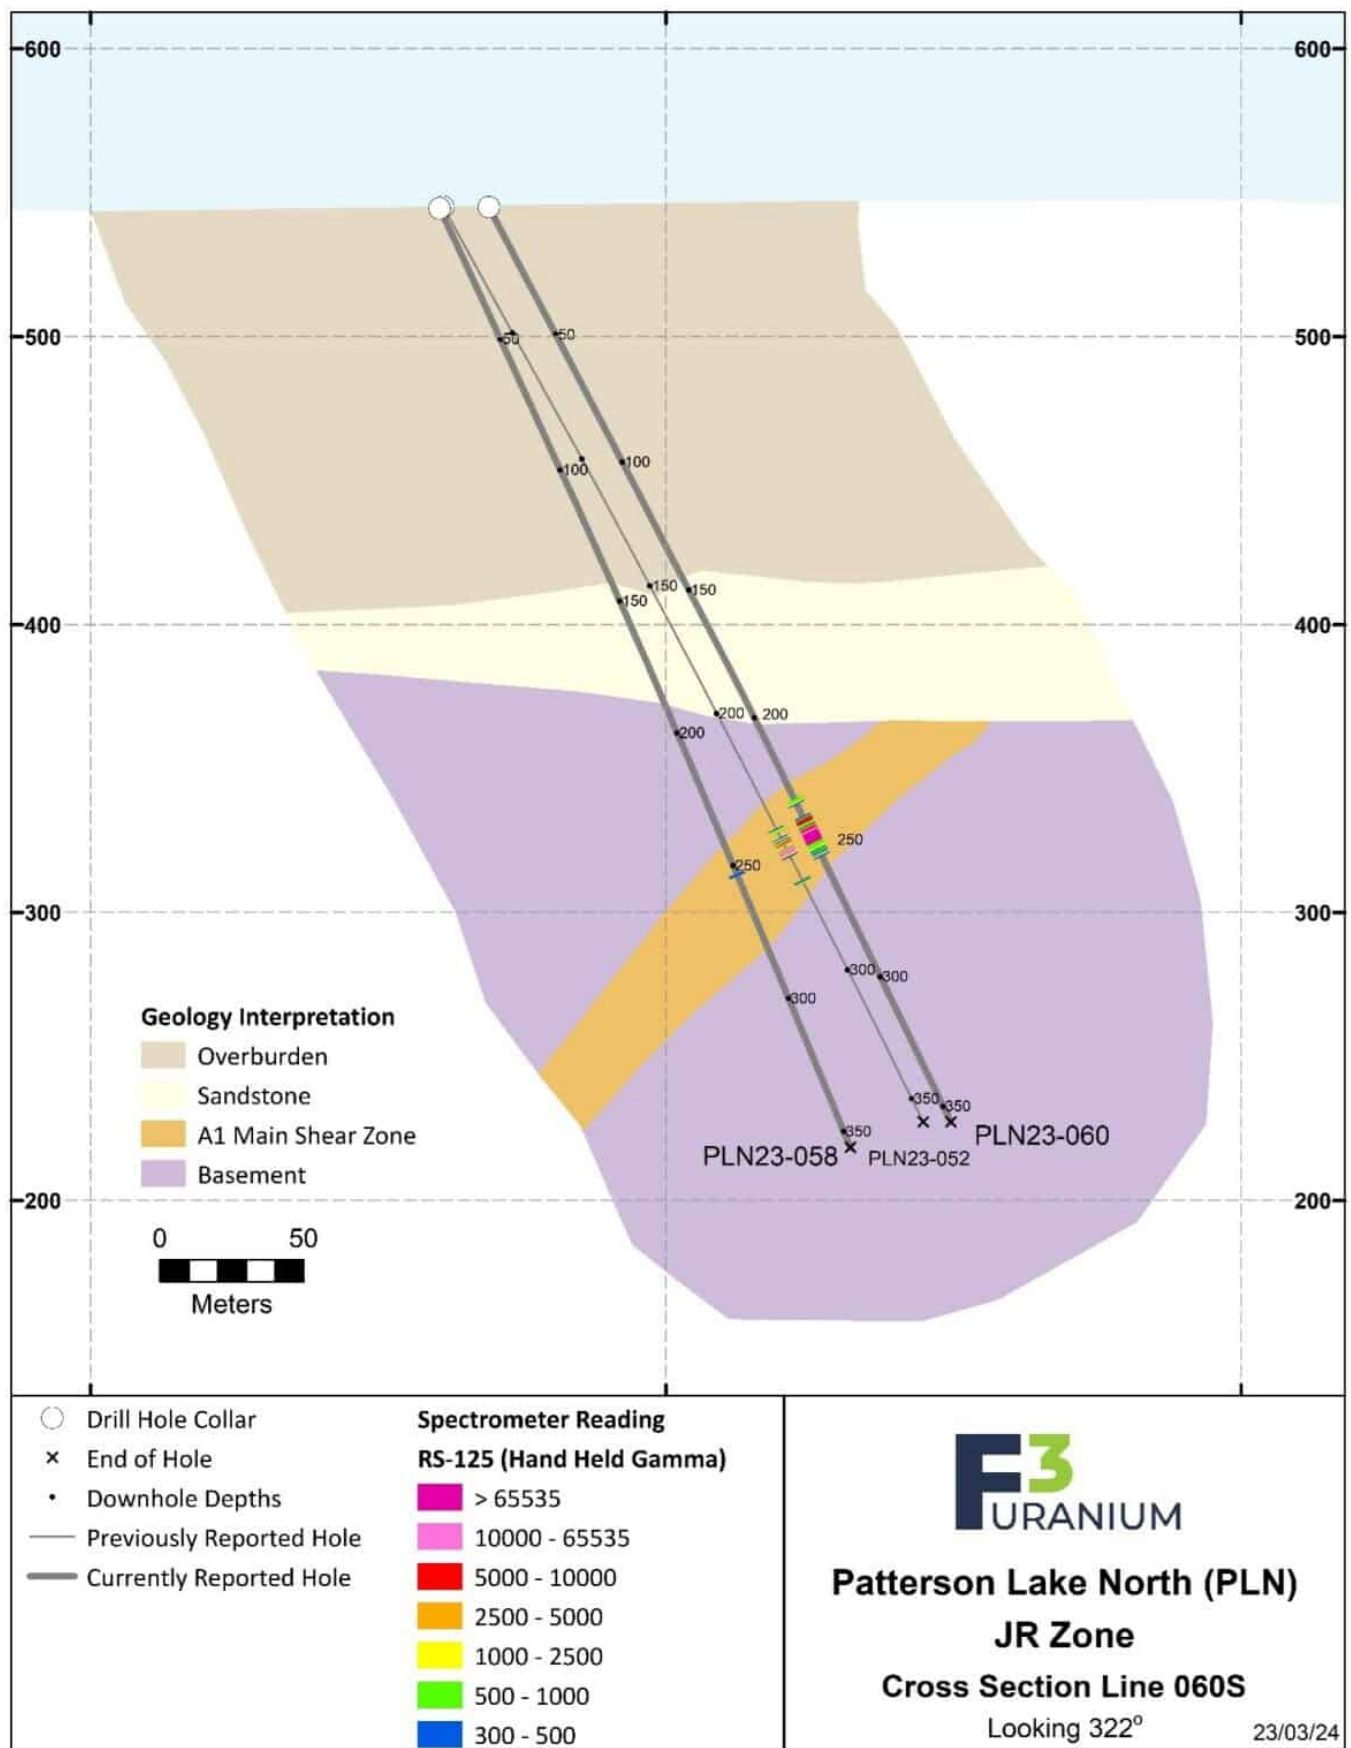 600 600
50 50
500 500
100 100
150 150 150
400 400
200 200 200
250 250
300 300
300 300 300
350 350 350
PLN23-058 PLN23-052 PLN23-060
200 200
Geology Interpretation
Overburden
Sandstone
A1 Main Shear Zone
Basement
0 50
Meters
Drill Hole Collar
End of Hole
Downhole Depths
Previously Reported Hole
Currently Reported Hole
Spectrometer Reading
RS-125 (Hand Held Gamma)
> 65535
10000 - 65535
5000 - 10000
2500 - 5000
1000 - 2500
500 - 1000
300 - 500
F3
URANIUM
Patterson Lake North (PLN)
JR Zone
Cross Section Line 060S
Looking 322°
23/03/24